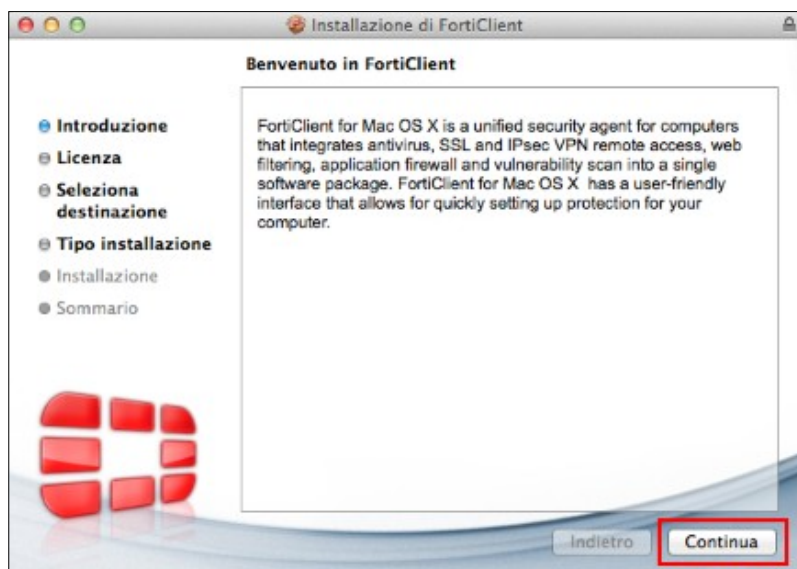 Installazione di FortiClient
Benvenuto in FortiClient
Introduzione
Licenza
Seleziona
destinazione
Tipo installazione
Installazione
Sommario
FortiClient for Mac OS X is a unified security agent for computers
that integrates antivirus, SSL and IPsec VPN remote access, web
filtering, application firewall and vulnerability scan into a single
software package. FortiClient for Mac OS X  has a user-friendly
interface that allows for quickly setting up protection for your
computer.
Indietro
Continua